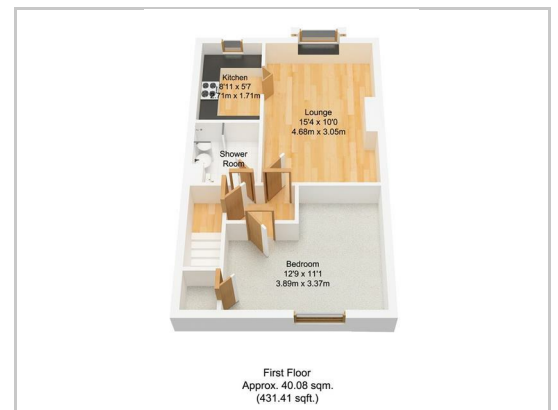 Kitchen
8'11 x 5'7
2.71m x 1.71m
Lounge
15'4 x 10'0
4.68m x 3.05m
Shower
Room
Bedroom
12'9 x 11'1
3.89m x 3.37m
First Floor
Approx. 40.08 sqm.
(431.41 sqft.)